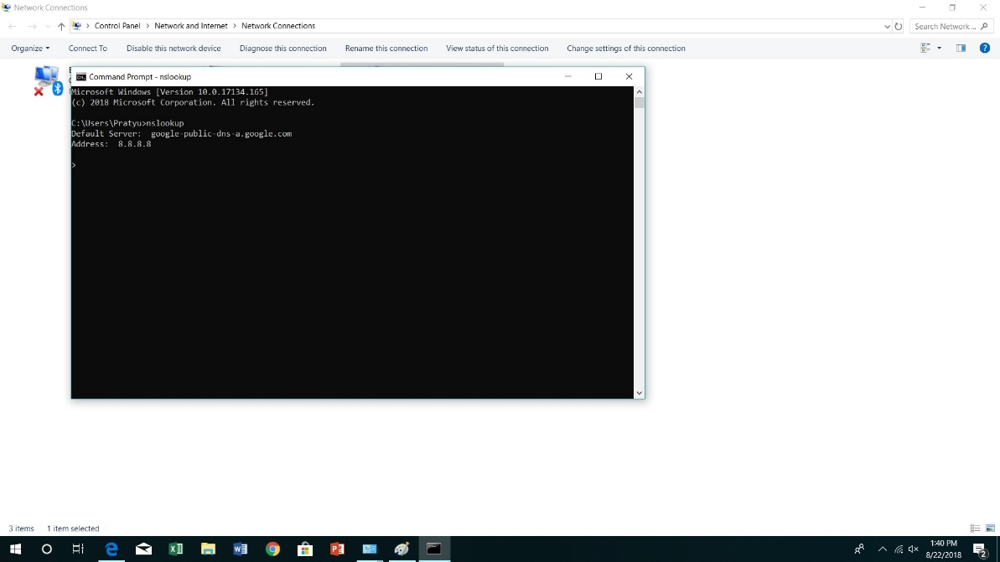 Network Connections
Control Panel > Network and Internet > Network Connections
Search Network ...
Organize Connect To Disable this network device Diagnose this connection Rename this connection View status of this connection Change settings of this connection
Command Prompt - nslookup
Microsoft Windows [Version 10.0.17134.165]
(c) 2018 Microsoft Corporation. All rights reserved.
C:\Users\Pratyu>nslookup
Default Server:  google-public-dns-a.google.com
Address:  8.8.8.8
>
3 items 1 item selected
1:40 PM
8/22/2018
2